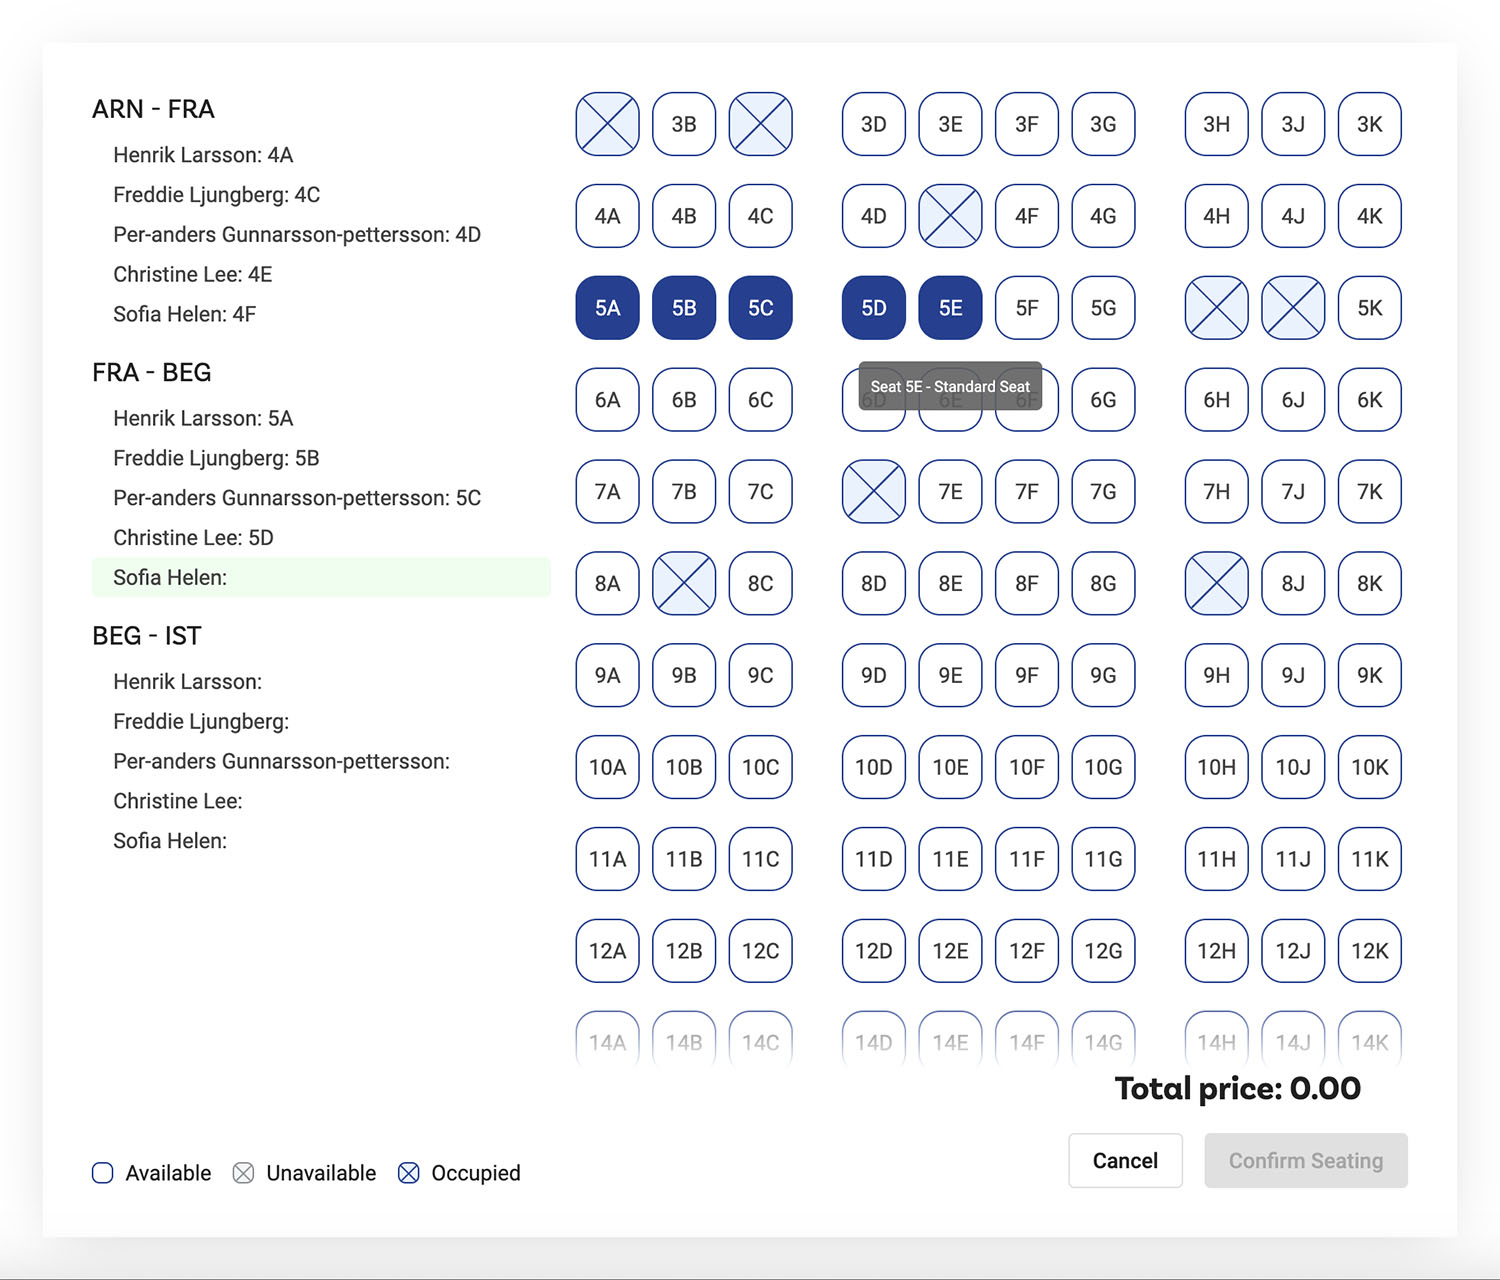 ARN - FRA
Henrik Larsson: 4A
Freddie Ljungberg: 4C
Per-anders Gunnarsson-pettersson: 4D
Christine Lee: 4E
Sofia Helen: 4F
FRA - BEG
Henrik Larsson: 5A
Freddie Ljungberg: 5B
Per-anders Gunnarsson-pettersson: 5C
Christine Lee: 5D
Sofia Helen:
BEG - IST
Henrik Larsson:
Freddie Ljungberg:
Per-anders Gunnarsson-pettersson:
Christine Lee:
Sofia Helen:
3B 3D 3E 3F 3G 3H 3J 3K
4A 4B 4C 4D 4F 4G 4H 4J 4K
5A 5B 5C 5D 5E 5F 5G 5K
Seat 5E - Standard Seat
6A 6B 6C 6D 6E 6F 6G 6H 6J 6K
7A 7B 7C 7E 7F 7G 7H 7J 7K
8A 8C 8D 8E 8F 8G 8J 8K
9A 9B 9C 9D 9E 9F 9G 9H 9J 9K
10A 10B 10C 10D 10E 10F 10G 10H 10J 10K
11A 11B 11C 11D 11E 11F 11G 11H 11J 11K
12A 12B 12C 12D 12E 12F 12G 12H 12J 12K
14A 14B 14C 14D 14E 14F 14G 14H 14J 14K
Total price: 0.00
Available Unavailable Occupied
Cancel Confirm Seating